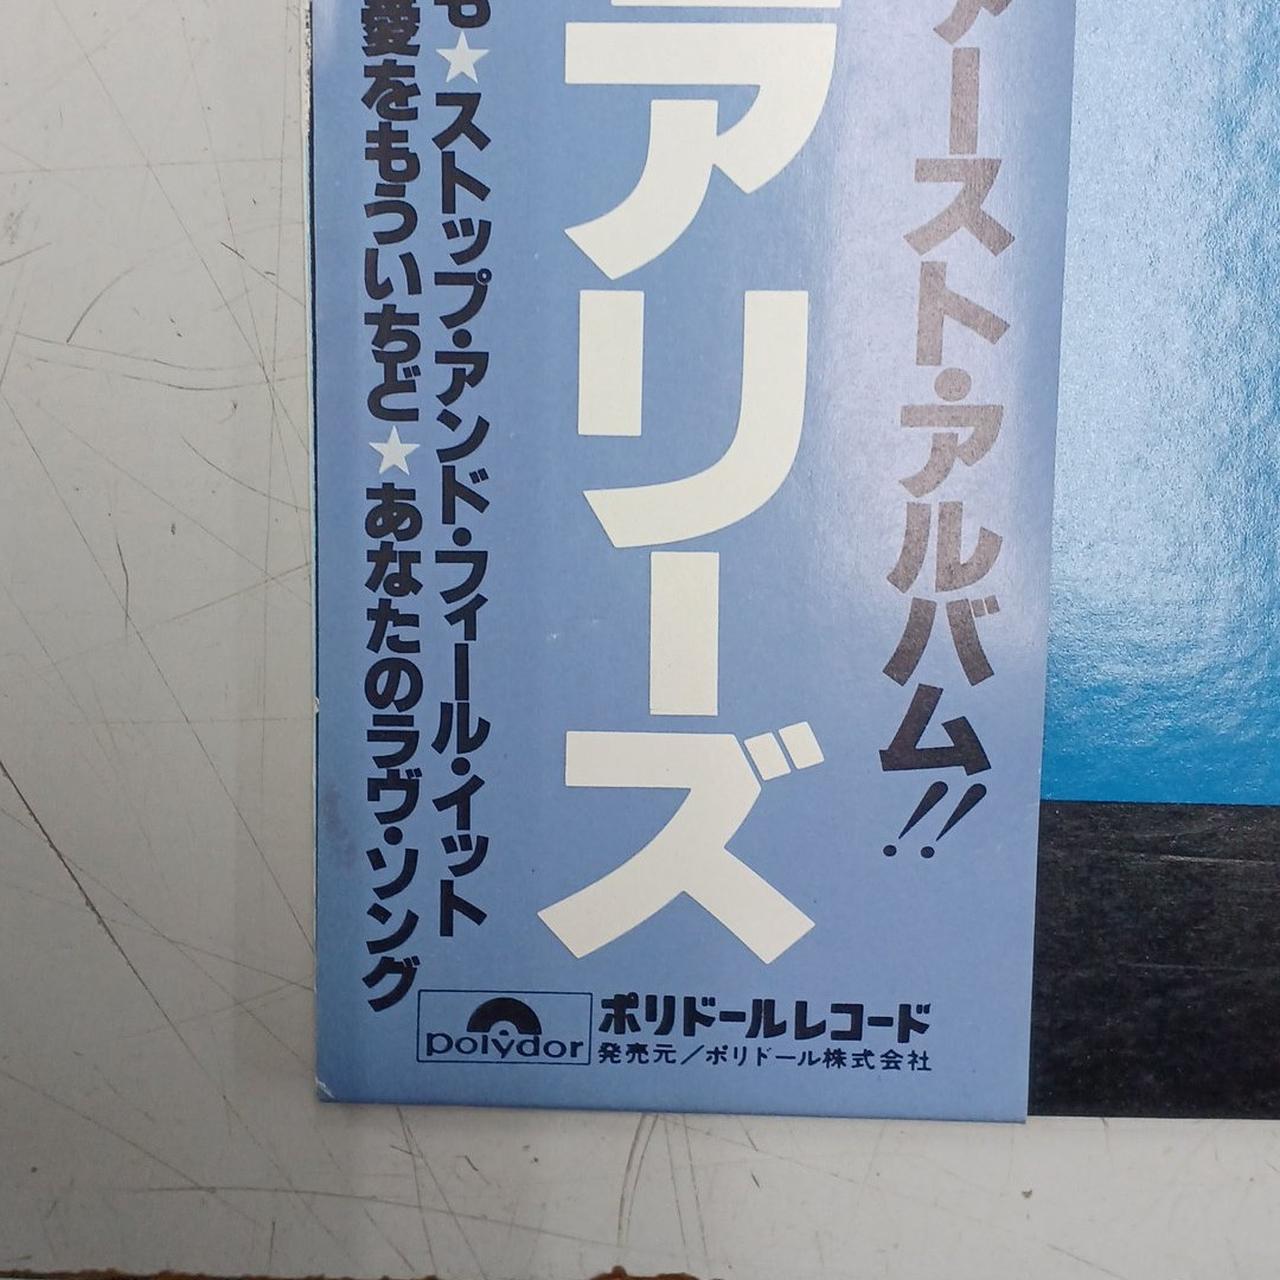 ァースト・アルバム!!
アリーズ
も★ストップ・アンド・フィール・イット
愛をもういちど★あなたのラヴ・ソング
polydor
ポリドールレコード
発売元／ポリドール株式会社